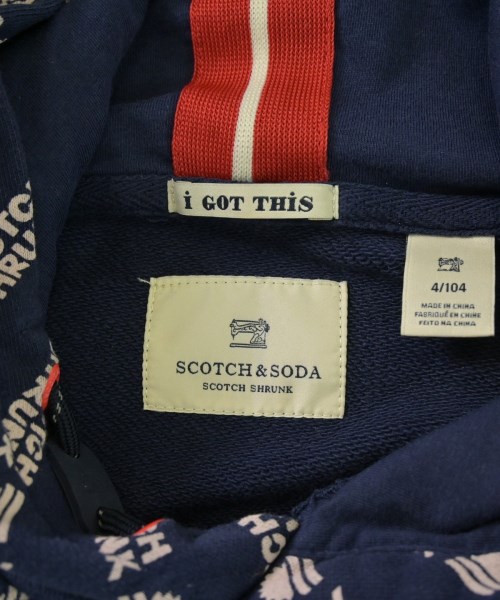 i GOT THiS
4/104
MADE IN CHINA
FABRIQUÉ EN CHINE
FEITO NA CHINA
SCOTCH & SODA
SCOTCH SHRUNK